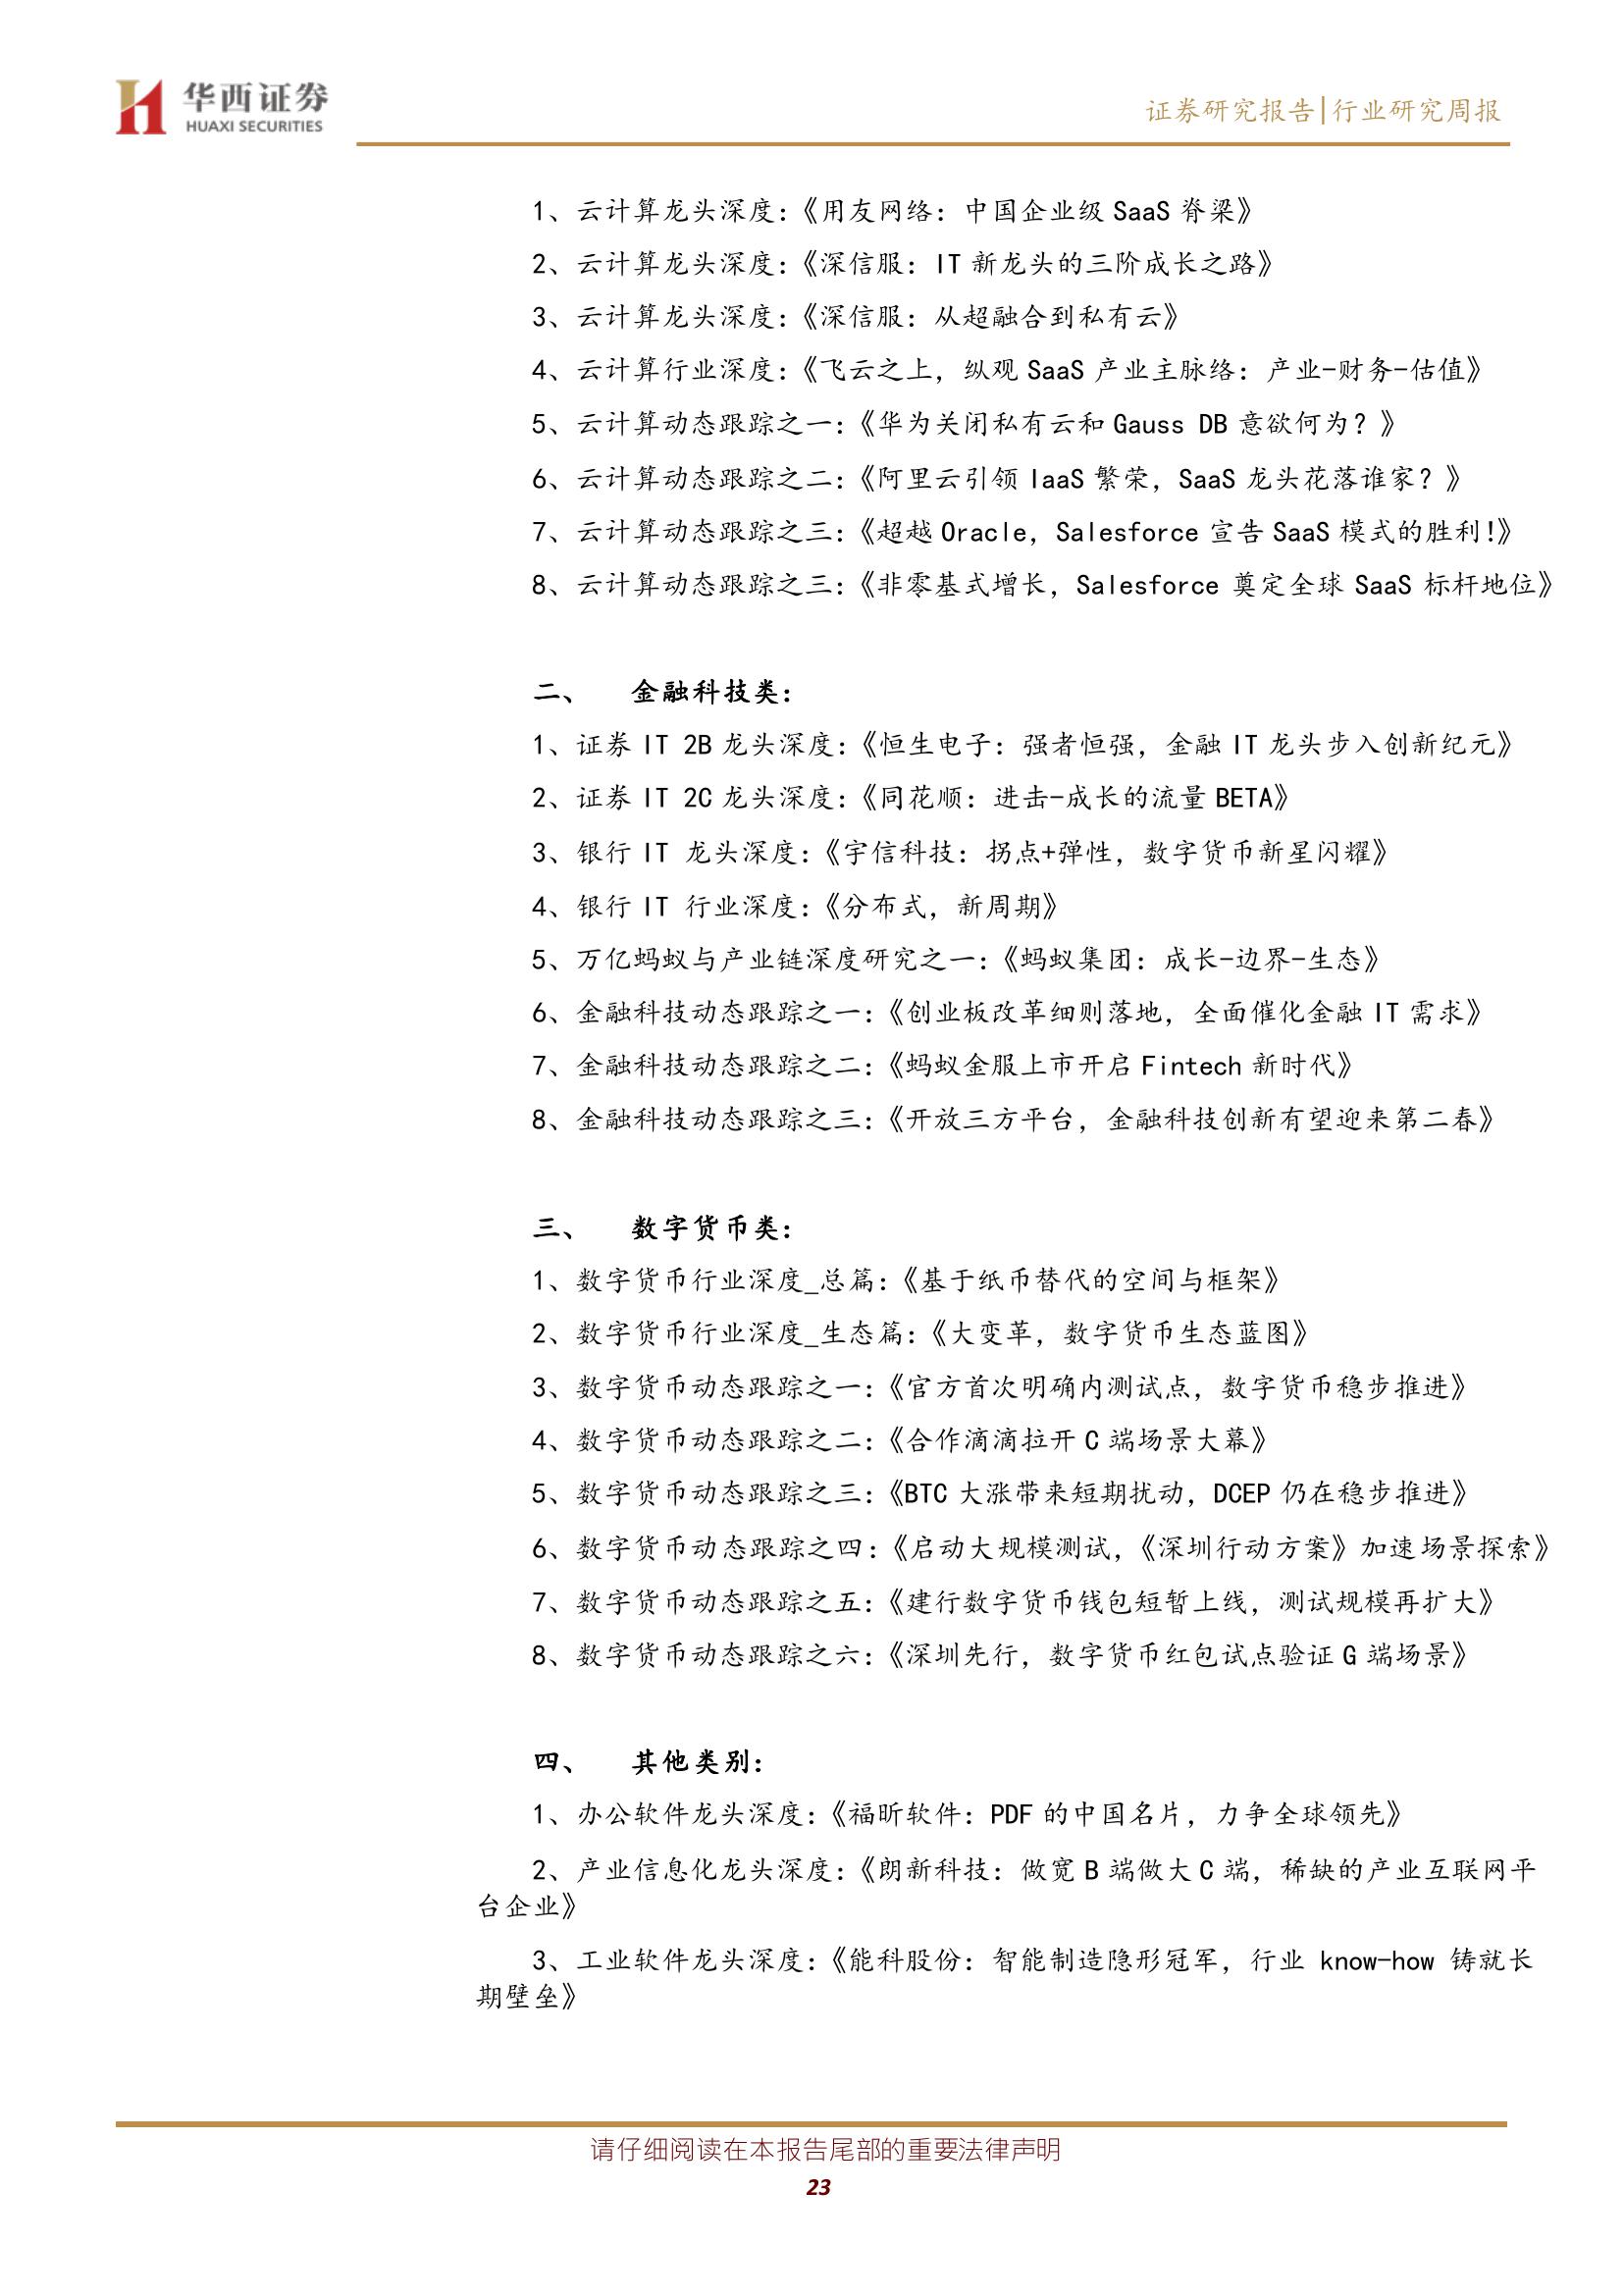 华西证券
HUAXI SECURITIES
证券研究报告|行业研究周报
1、云计算龙头深度：《用友网络：中国企业级 SaaS 脊梁》
2、云计算龙头深度：《深信服：IT 新龙头的三阶成长之路》
3、云计算龙头深度：《深信服：从超融合到私有云》
4、云计算行业深度：《飞云之上，纵观 SaaS 产业主脉络：产业-财务-估值》
5、云计算动态跟踪之一：《华为关闭私有云和 Gauss DB 意欲何为？》
6、云计算动态跟踪之二：《阿里云引领 IaaS 繁荣，SaaS 龙头花落谁家？》
7、云计算动态跟踪之三：《超越 Oracle，Salesforce 宣告 SaaS 模式的胜利!》
8、云计算动态跟踪之三：《非零基式增长，Salesforce 奠定全球 SaaS 标杆地位》
二、 金融科技类：
1、证券 IT 2B 龙头深度：《恒生电子：强者恒强，金融 IT 龙头步入创新纪元》
2、证券 IT 2C 龙头深度：《同花顺：进击-成长的流量 BETA》
3、银行 IT 龙头深度：《宇信科技：拐点+弹性，数字货币新星闪耀》
4、银行 IT 行业深度：《分布式，新周期》
5、万亿蚂蚁与产业链深度研究之一：《蚂蚁集团：成长-边界-生态》
6、金融科技动态跟踪之一：《创业板改革细则落地，全面催化金融 IT 需求》
7、金融科技动态跟踪之二：《蚂蚁金服上市开启 Fintech 新时代》
8、金融科技动态跟踪之三：《开放三方平台，金融科技创新有望迎来第二春》
三、 数字货币类：
1、数字货币行业深度_总篇：《基于纸币替代的空间与框架》
2、数字货币行业深度_生态篇：《大变革，数字货币生态蓝图》
3、数字货币动态跟踪之一：《官方首次明确内测试点，数字货币稳步推进》
4、数字货币动态跟踪之二：《合作滴滴拉开 C 端场景大幕》
5、数字货币动态跟踪之三：《BTC 大涨带来短期扰动，DCEP 仍在稳步推进》
6、数字货币动态跟踪之四：《启动大规模测试，《深圳行动方案》加速场景探索》
7、数字货币动态跟踪之五：《建行数字货币钱包短暂上线，测试规模再扩大》
8、数字货币动态跟踪之六：《深圳先行，数字货币红包试点验证 G 端场景》
四、 其他类别：
1、办公软件龙头深度：《福昕软件：PDF 的中国名片，力争全球领先》
2、产业信息化龙头深度：《朗新科技：做宽 B 端做大 C 端，稀缺的产业互联网平
台企业》
3、工业软件龙头深度：《能科股份：智能制造隐形冠军，行业 know-how 铸就长
期壁垒》
请仔细阅读在本报告尾部的重要法律声明
23